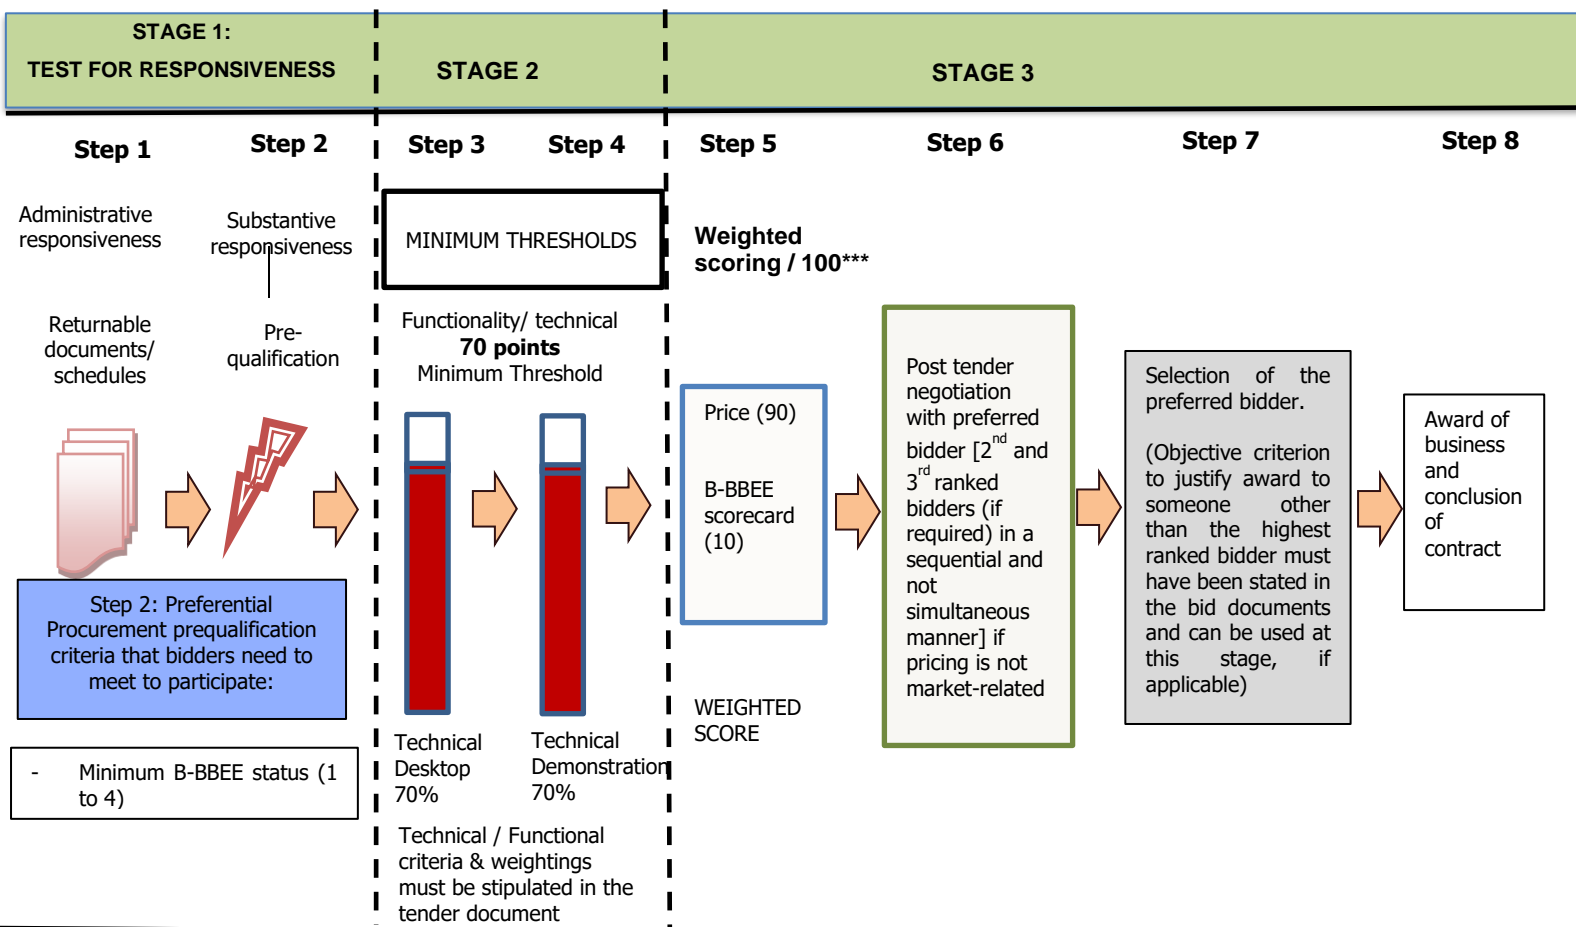 STAGE 1:
TEST FOR RESPONSIVENESS
STAGE 2
STAGE 3
Step 1
Step 2
Step 3
Step 4
Step 5
Step 6
Step 7
Step 8
Administrative
responsiveness
Substantive
responsiveness
MINIMUM THRESHOLDS
Weighted
scoring / 100***
Returnable
documents/
schedules
Pre-
qualification
Functionality/ technical
70 points
Minimum Threshold
Price (90)
B-BBEE
scorecard
(10)
Post tender
negotiation
with preferred
bidder [2nd and
3rd ranked
bidders (if
required) in a
sequential and
not
simultaneous
manner] if
pricing is not
market-related
Selection of the
preferred bidder.
(Objective criterion
to justify award to
someone other
than the highest
ranked bidder must
have been stated in
the bid documents
and can be used at
this stage, if
applicable)
Award of
business
and
conclusion
of
contract
Step 2: Preferential
Procurement prequalification
criteria that bidders need to
meet to participate:
- Minimum B-BBEE status (1
to 4)
Technical
Desktop
70%
Technical
Demonstration
70%
WEIGHTED
SCORE
Technical / Functional
criteria & weightings
must be stipulated in the
tender document